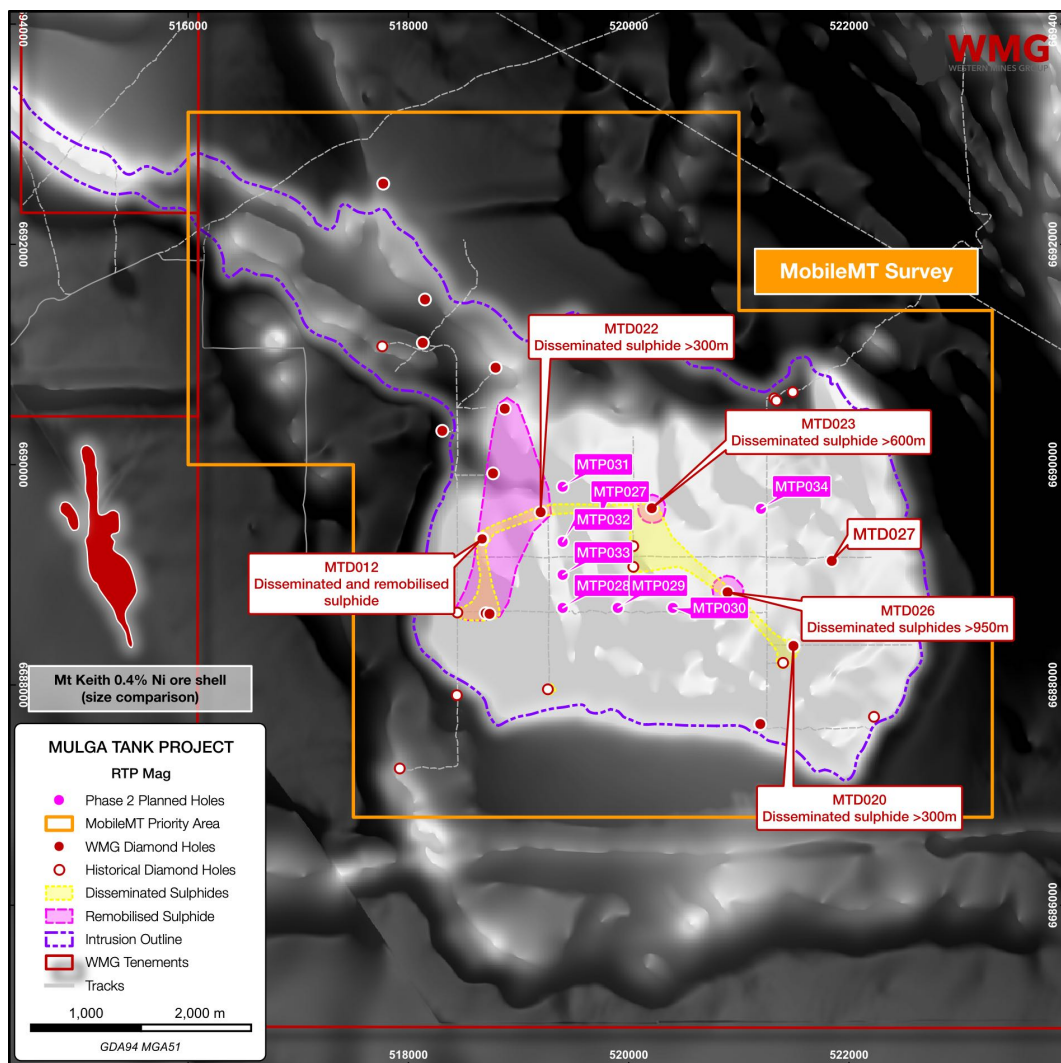 516000
518000
520000
522000
6694000
6694000
WMG
WESTERN MINES GROUP
6692000
6692000
MobileMT Survey
MTD022
Disseminated sulphide >300m
MTD023
Disseminated sulphide >600m
6690000
6690000
MTP031
MTP027
MTP034
MTP032
MTD027
MTP033
MTD012
Disseminated and remobilised
sulphide
MTP028
MTP029
MTP030
MTD026
Disseminated sulphides >950m
Mt Keith 0.4% Ni ore shell
(size comparison)
6688000
6688000
MTD020
Disseminated sulphide >300m
MULGA TANK PROJECT
RTP Mag
Phase 2 Planned Holes
MobileMT Priority Area
WMG Diamond Holes
Historical Diamond Holes
Disseminated Sulphides
Remobilised Sulphide
Intrusion Outline
WMG Tenements
Tracks
1,000
2,000 m
GDA94 MGA51
6686000
518000
520000
522000